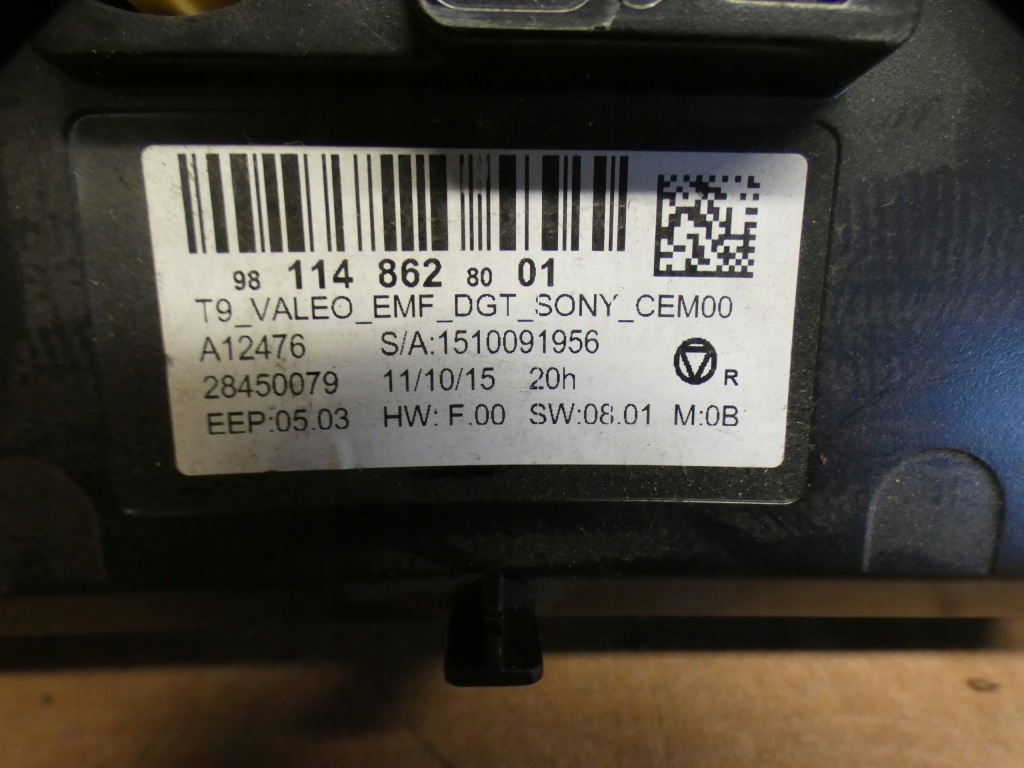 98 114 862 80 01
T9_VALEO_EMF_DGT_SONY_CEM00
A12476 S/A:1510091956
28450079 11/10/15 20h R
EEP:05.03 HW: F.00 SW:08.01 M:0B